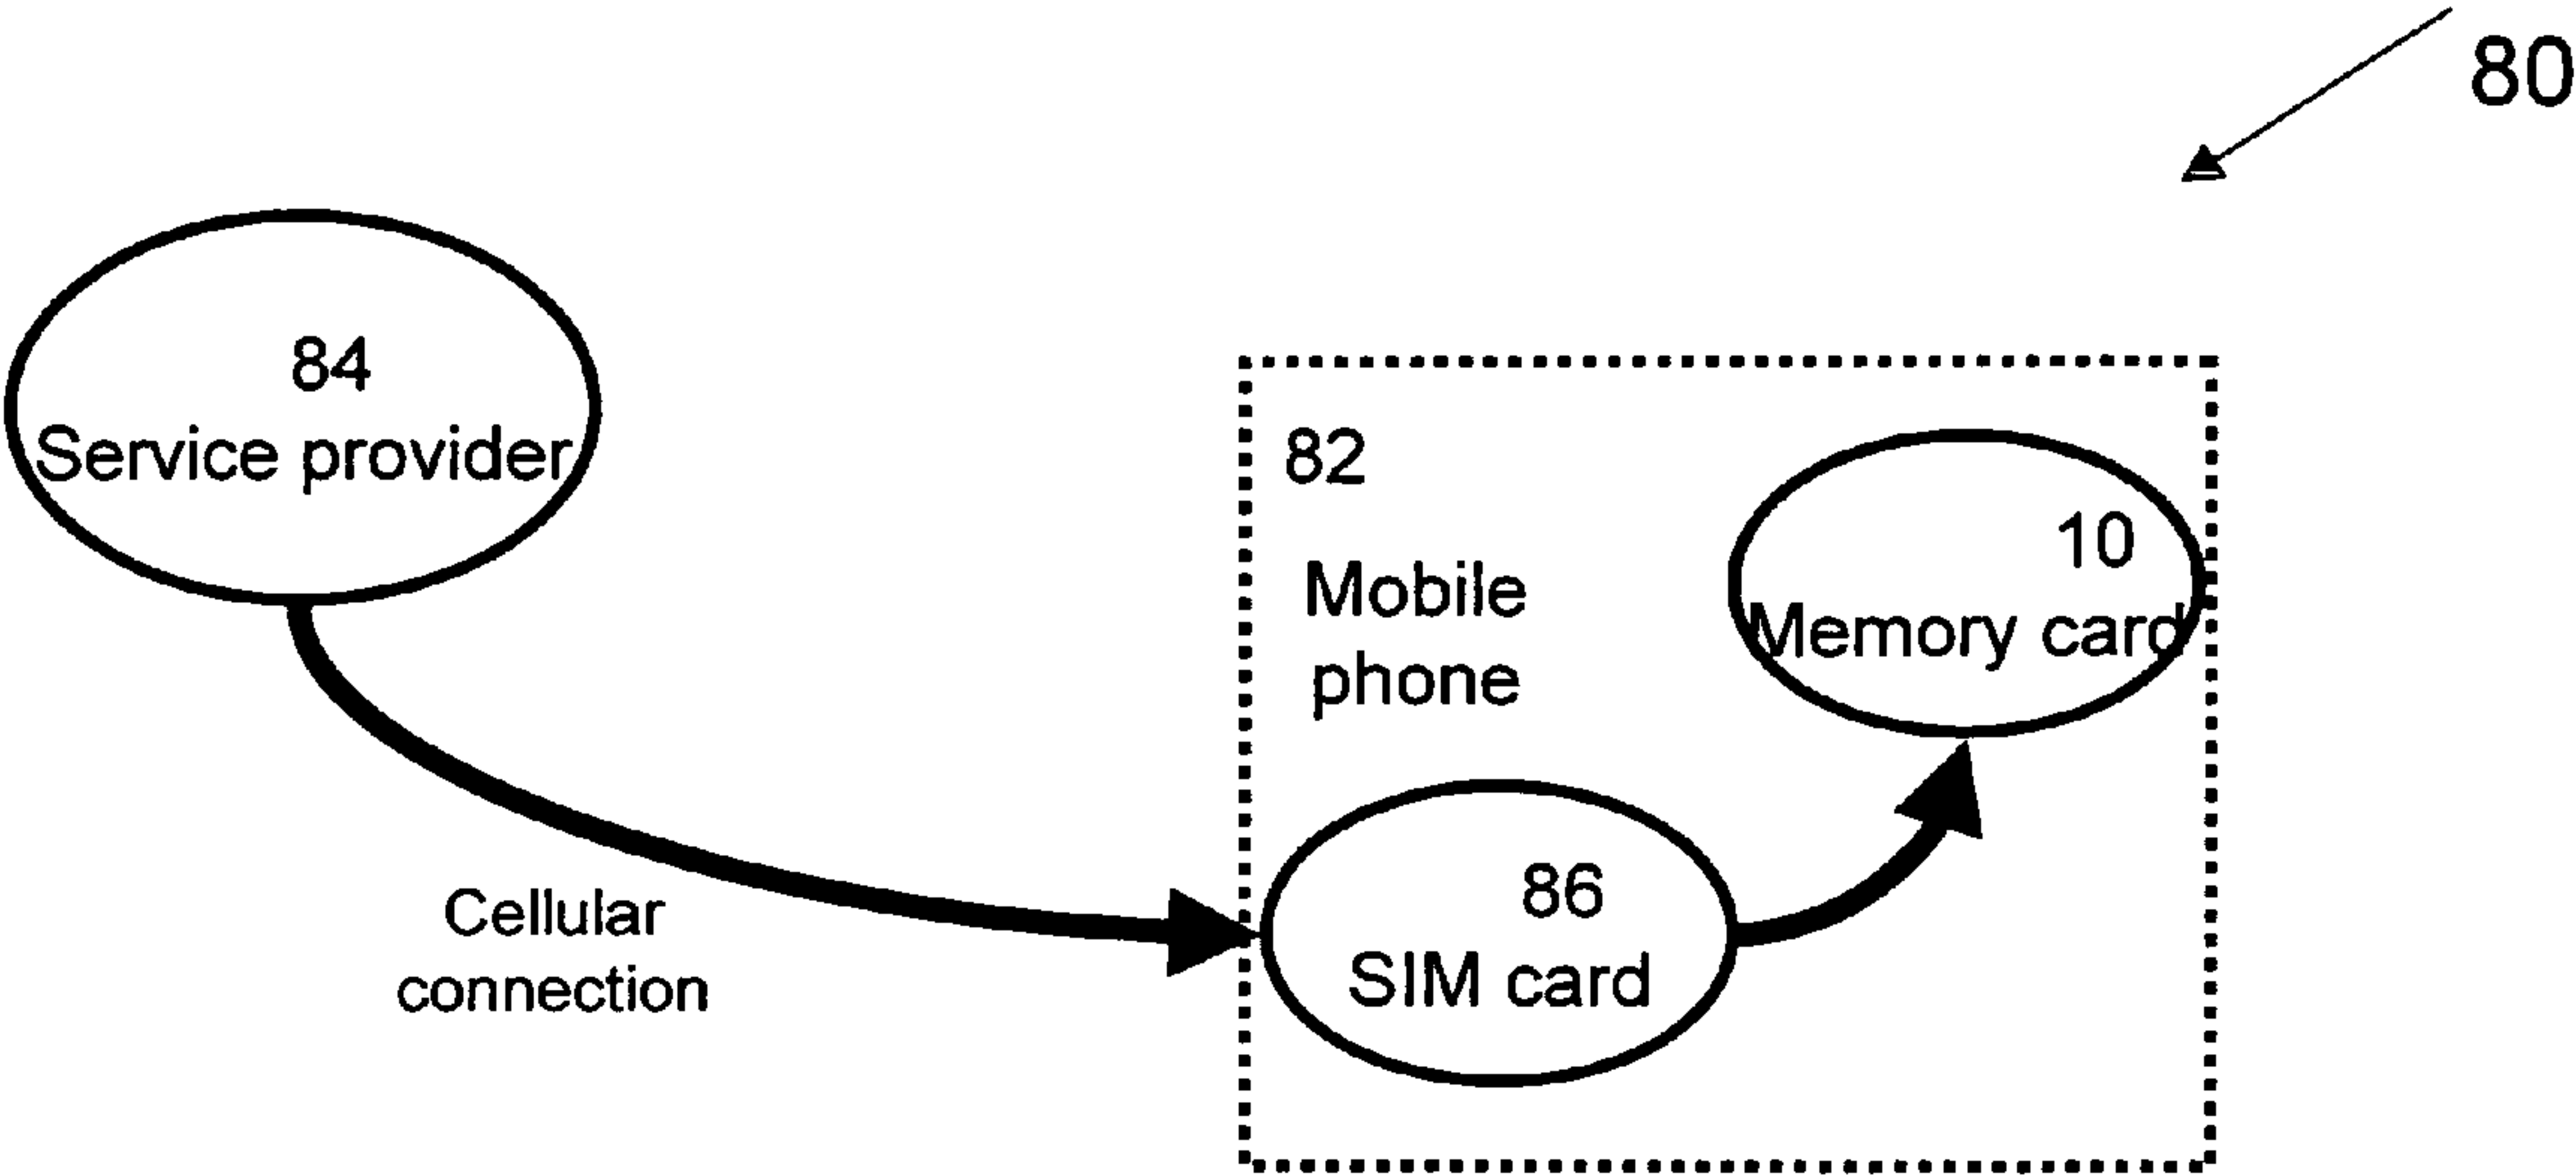 80
84
Service provider
82
Mobile
phone
10
Memory card
86
SIM card
Cellular
connection